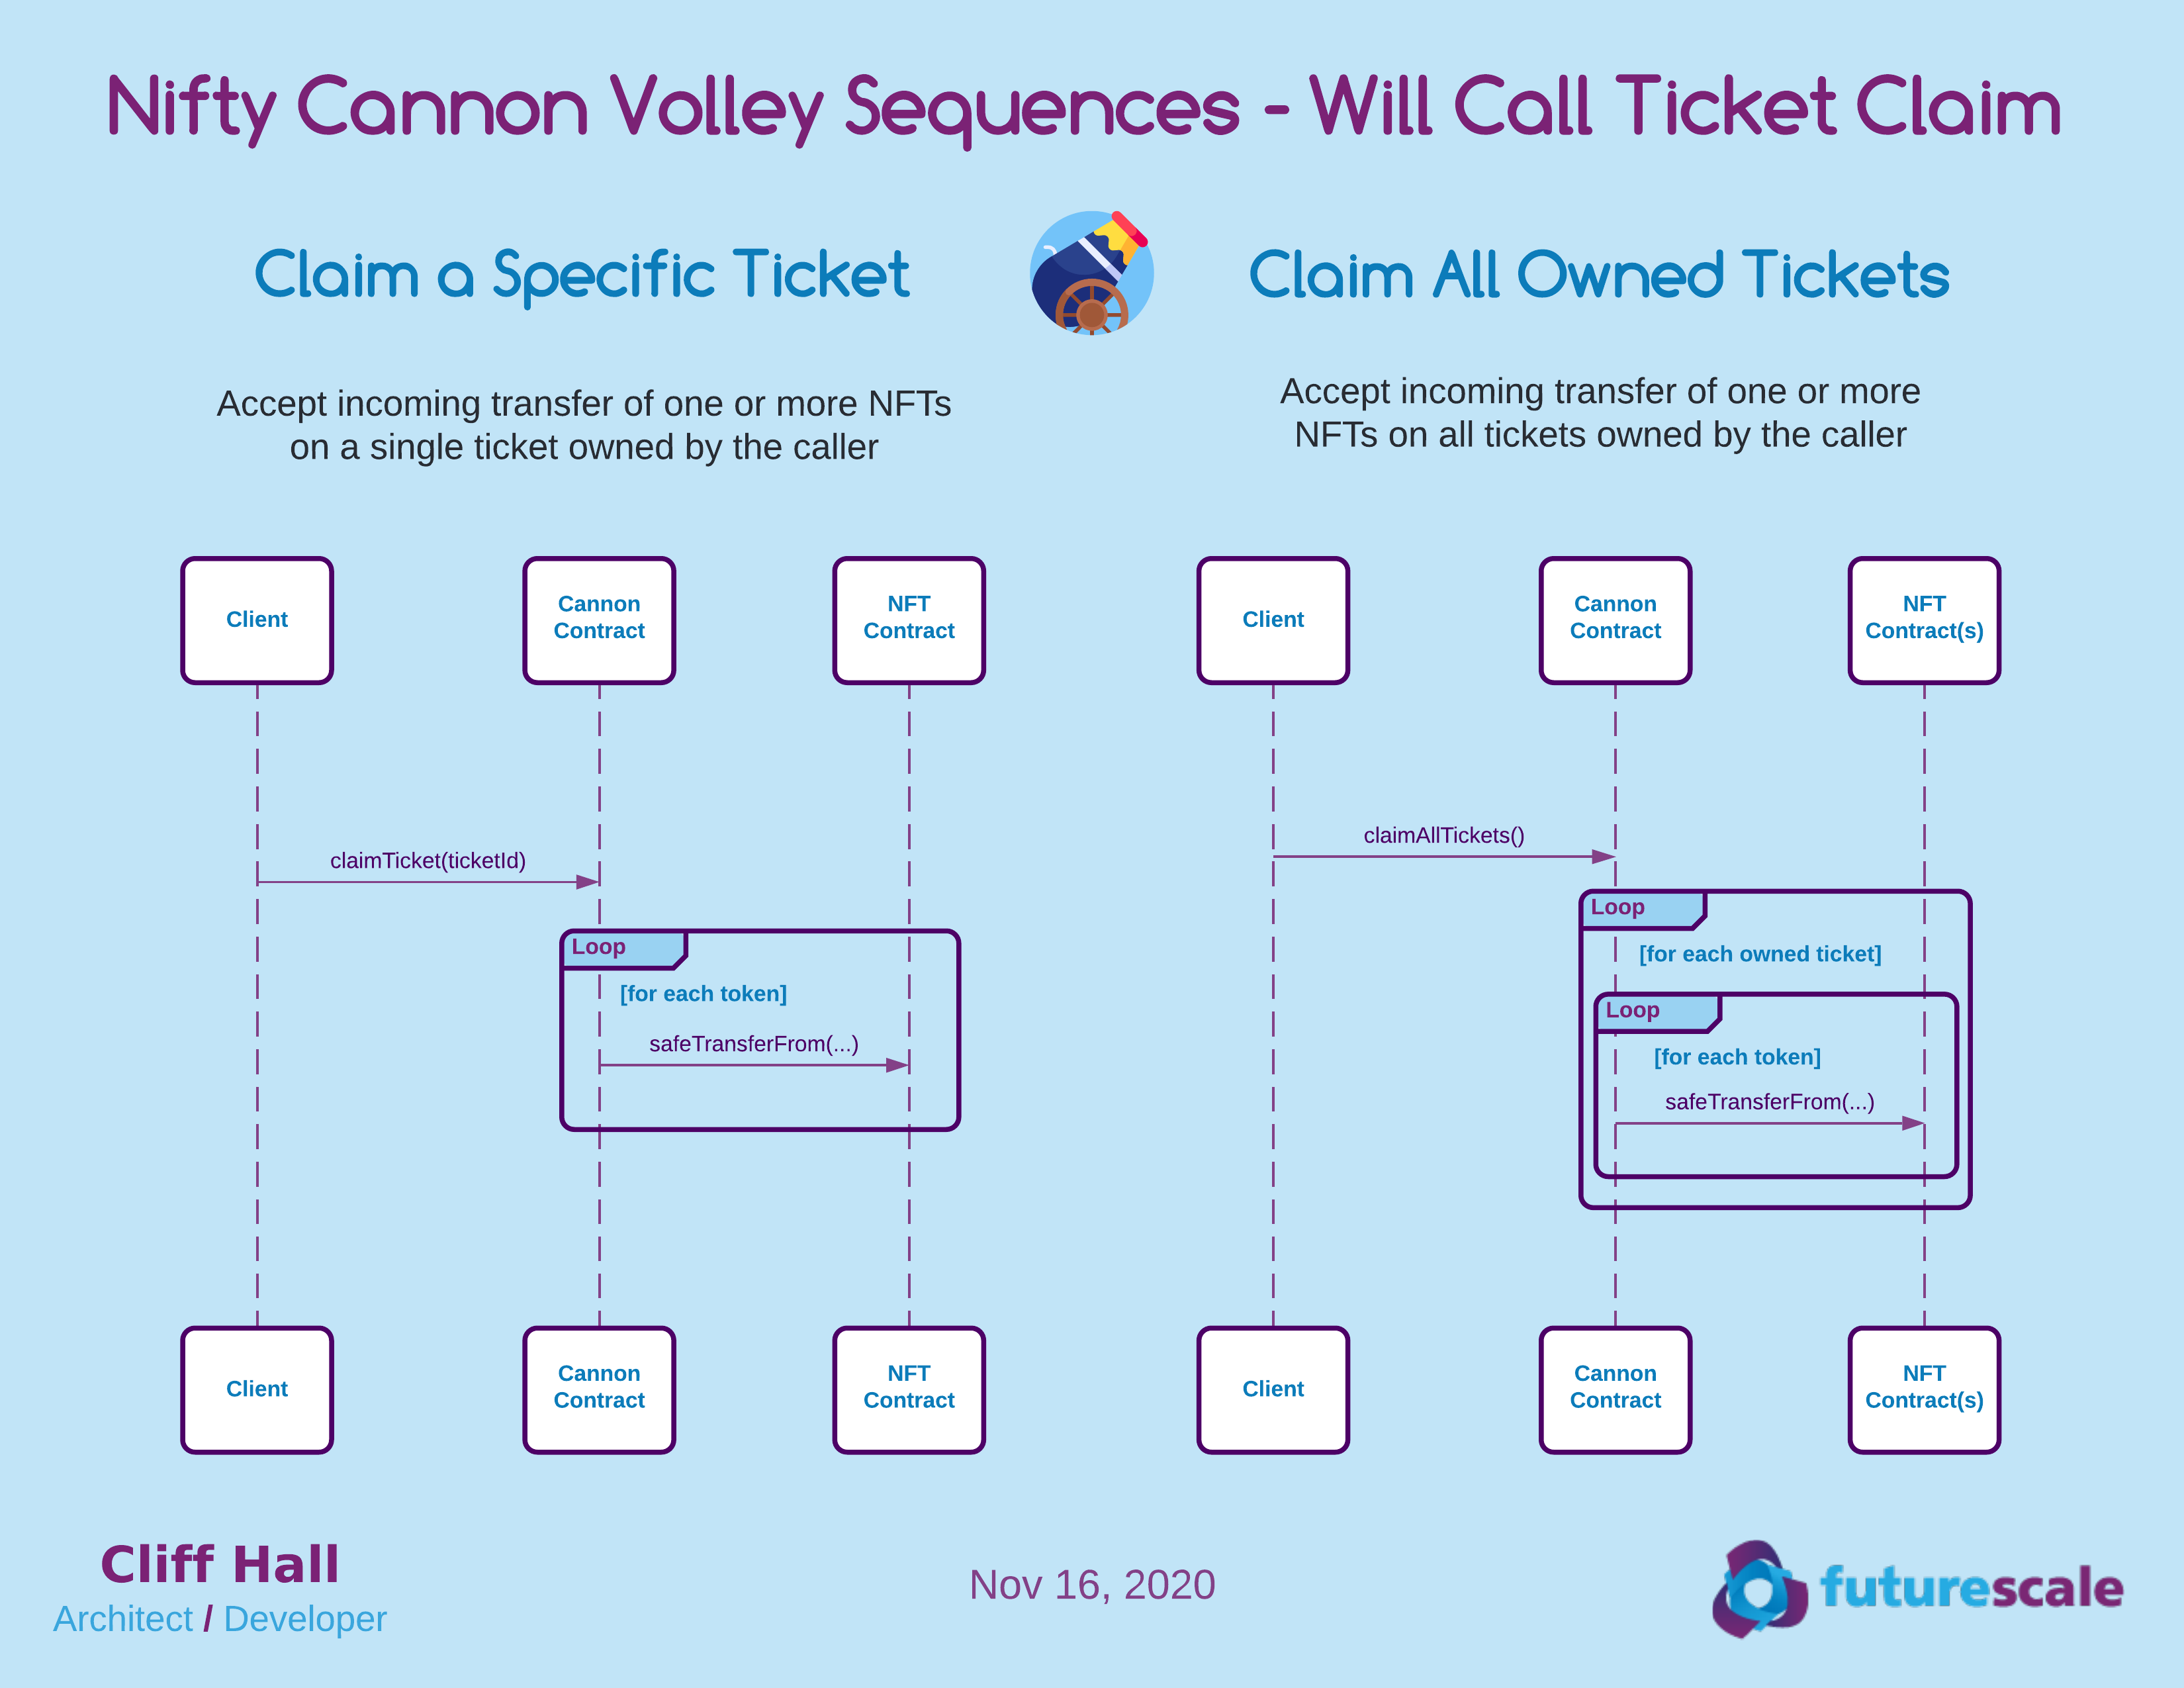 Nifty Cannon Volley Sequences - Will Call Ticket Claim
Claim a Specific Ticket
Accept incoming transfer of one or more NFTs
on a single ticket owned by the caller
Client
Cannon
Contract
NFT
Contract
claimTicket(ticketId)
Loop
[for each token]
safeTransferFrom(...)
Client
Cannon
Contract
NFT
Contract
Claim All Owned Tickets
Accept incoming transfer of one or more
NFTs on all tickets owned by the caller
Client
Cannon
Contract
NFT
Contract(s)
claimAllTickets()
Loop
[for each owned ticket]
Loop
[for each token]
safeTransferFrom(...)
Client
Cannon
Contract
NFT
Contract(s)
Cliff Hall
Architect / Developer
Nov 16, 2020
futurescale